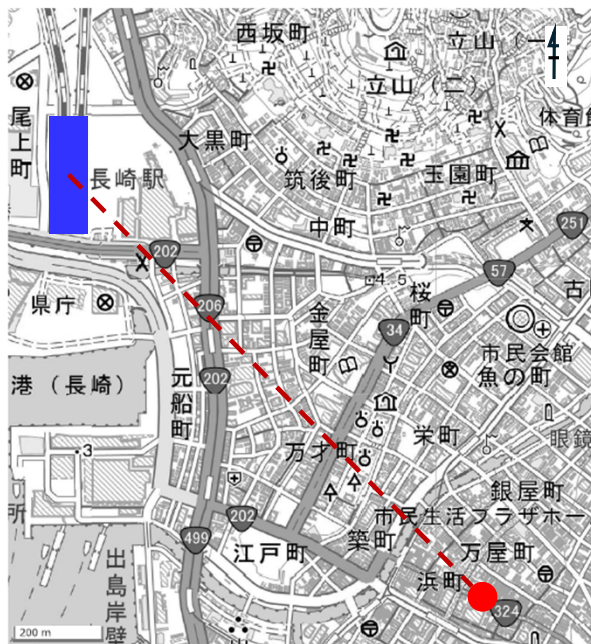 西坂町
立山(一
立山(二)
尾上町
大黒町
体育館
長崎駅
筑後町
玉園町
中町
251
202
57
4.5
桜町
古
県庁
206
金屋町
34
市民会館
港(長崎)
元船町
202
魚の町
栄町
眼鏡
3
万才町
銀屋町
所
202
市民生活プラザホー
499
江戸町
築町
万屋町
出島岸壁
浜町
324
200 m